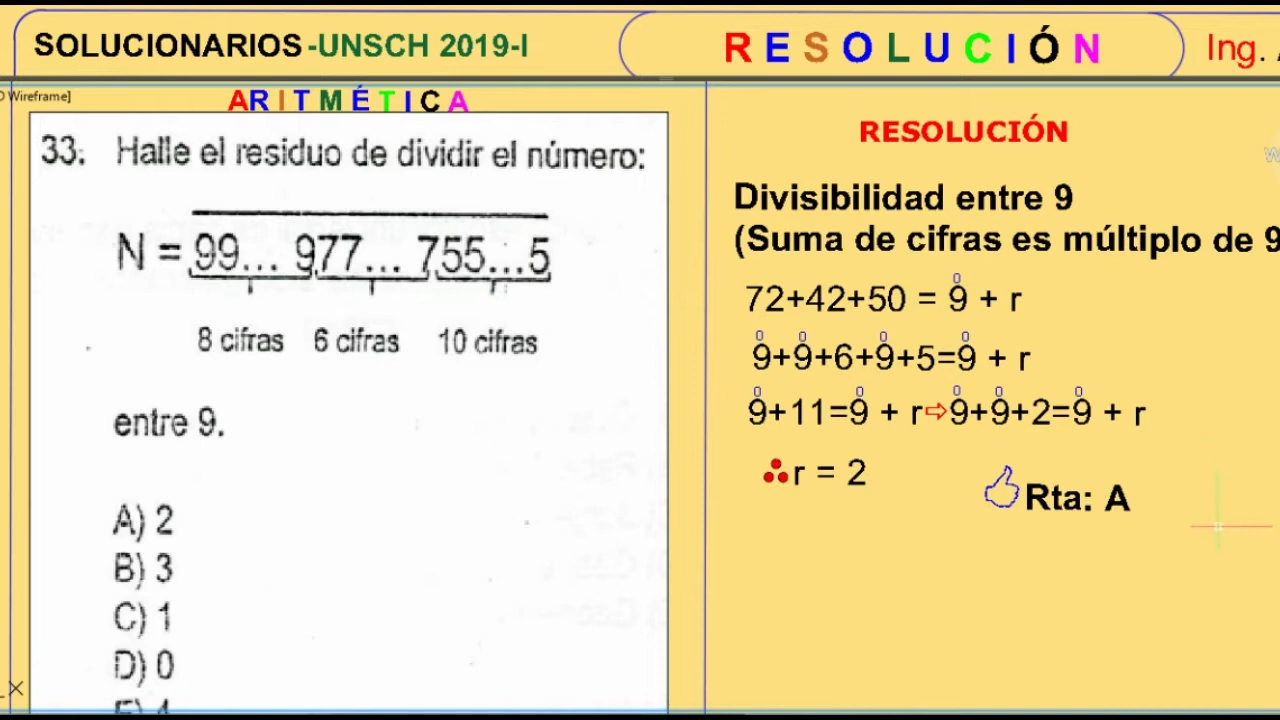 SOLUCIONARIOS-UNSCH 2019-I
RESOLUCIÓN
Ing.
Wireframe]
ARITMÉTICA
33. Halle el residuo de dividir el número:
N = 99... 977... 755...5
8 cifras 6 cifras 10 cifras
entre 9.
A) 2
B) 3
C) 1
D) 0
RESOLUCIÓN
Divisibilidad entre 9
(Suma de cifras es múltiplo de 9
72+42+50 = 9̊ + r
9̊+9̊+6+9̊+5=9̊ + r
9̊+11=9̊ + r⇨9̊+9̊+2=9̊ + r
∴r = 2
Rta: A